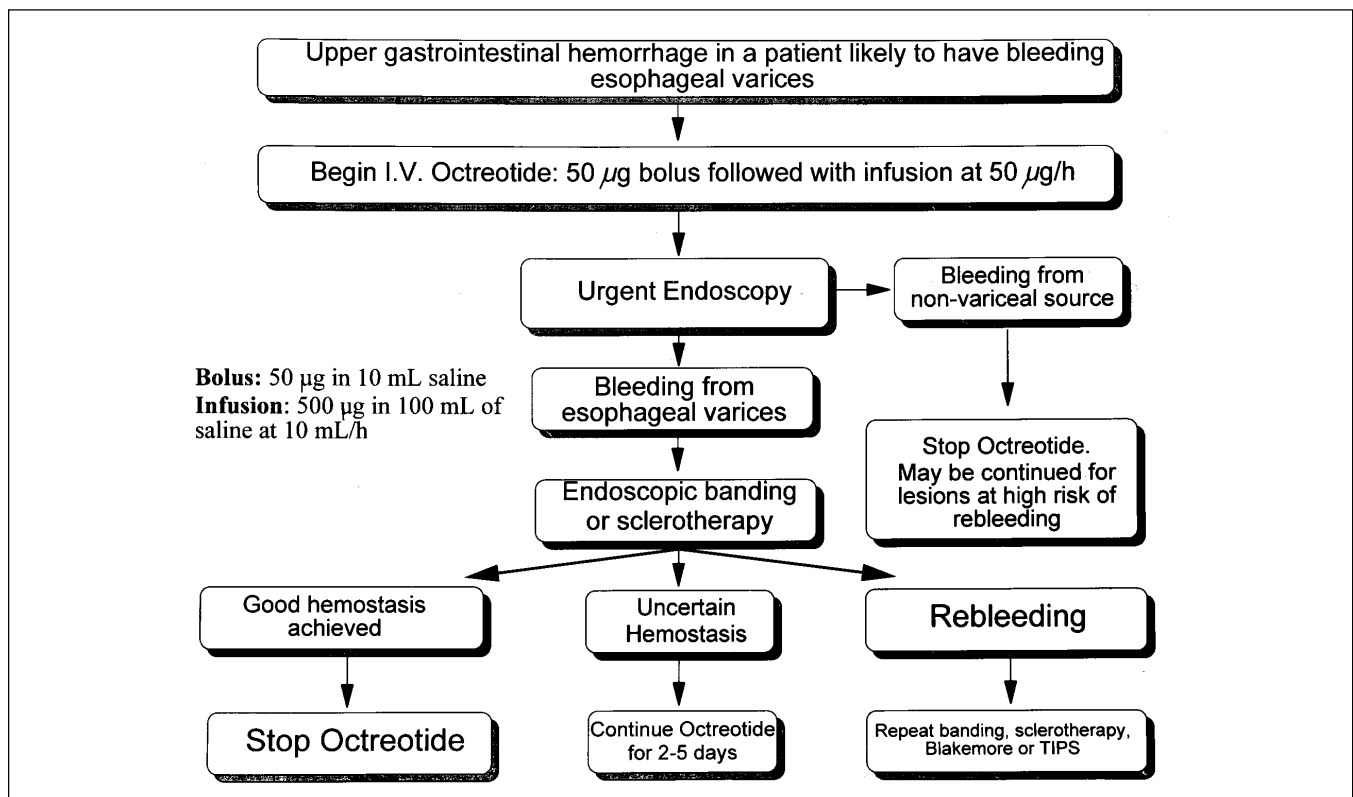 Upper gastrointestinal hemorrhage in a patient likely to have bleeding
esophageal varices
Begin I.V. Octreotide: 50 µg bolus followed with infusion at 50 µg/h
Urgent Endoscopy
Bleeding from
non-variceal source
Bolus: 50 µg in 10 mL saline
Infusion: 500 µg in 100 mL of
saline at 10 mL/h
Bleeding from
esophageal varices
Stop Octreotide.
May be continued for
lesions at high risk of
rebleeding
Endoscopic banding
or sclerotherapy
Good hemostasis
achieved
Uncertain
Hemostasis
Rebleeding
Stop Octreotide
Continue Octreotide
for 2-5 days
Repeat banding, sclerotherapy,
Blakemore or TIPS